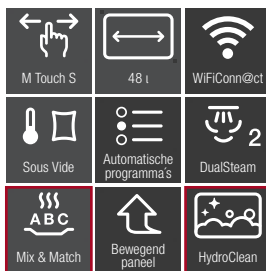 M Touch S
48 ι
WiFiConn@ct
Sous Vide
Automatische
programma´s
2
DualSteam
ABC
Mix & Match
Bewegend
paneel
HydroClean